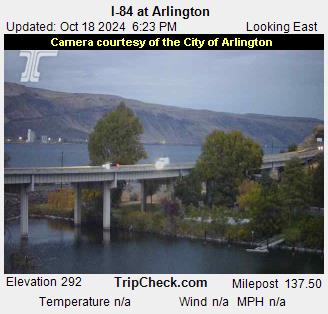 I-84 at Arlington
Updated: Oct 18 2024 6:23 PM Looking East
Camera courtesy of the City of Arlington
Elevation 292 TripCheck.com Milepost 137.50
Temperature n/a Wind n/a MPH n/a